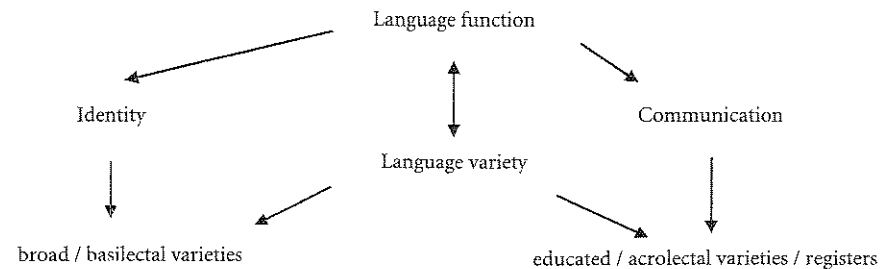 Language function
Identity
Communication
Language variety
broad / basilectal varieties
educated / acrolectal varieties / registers